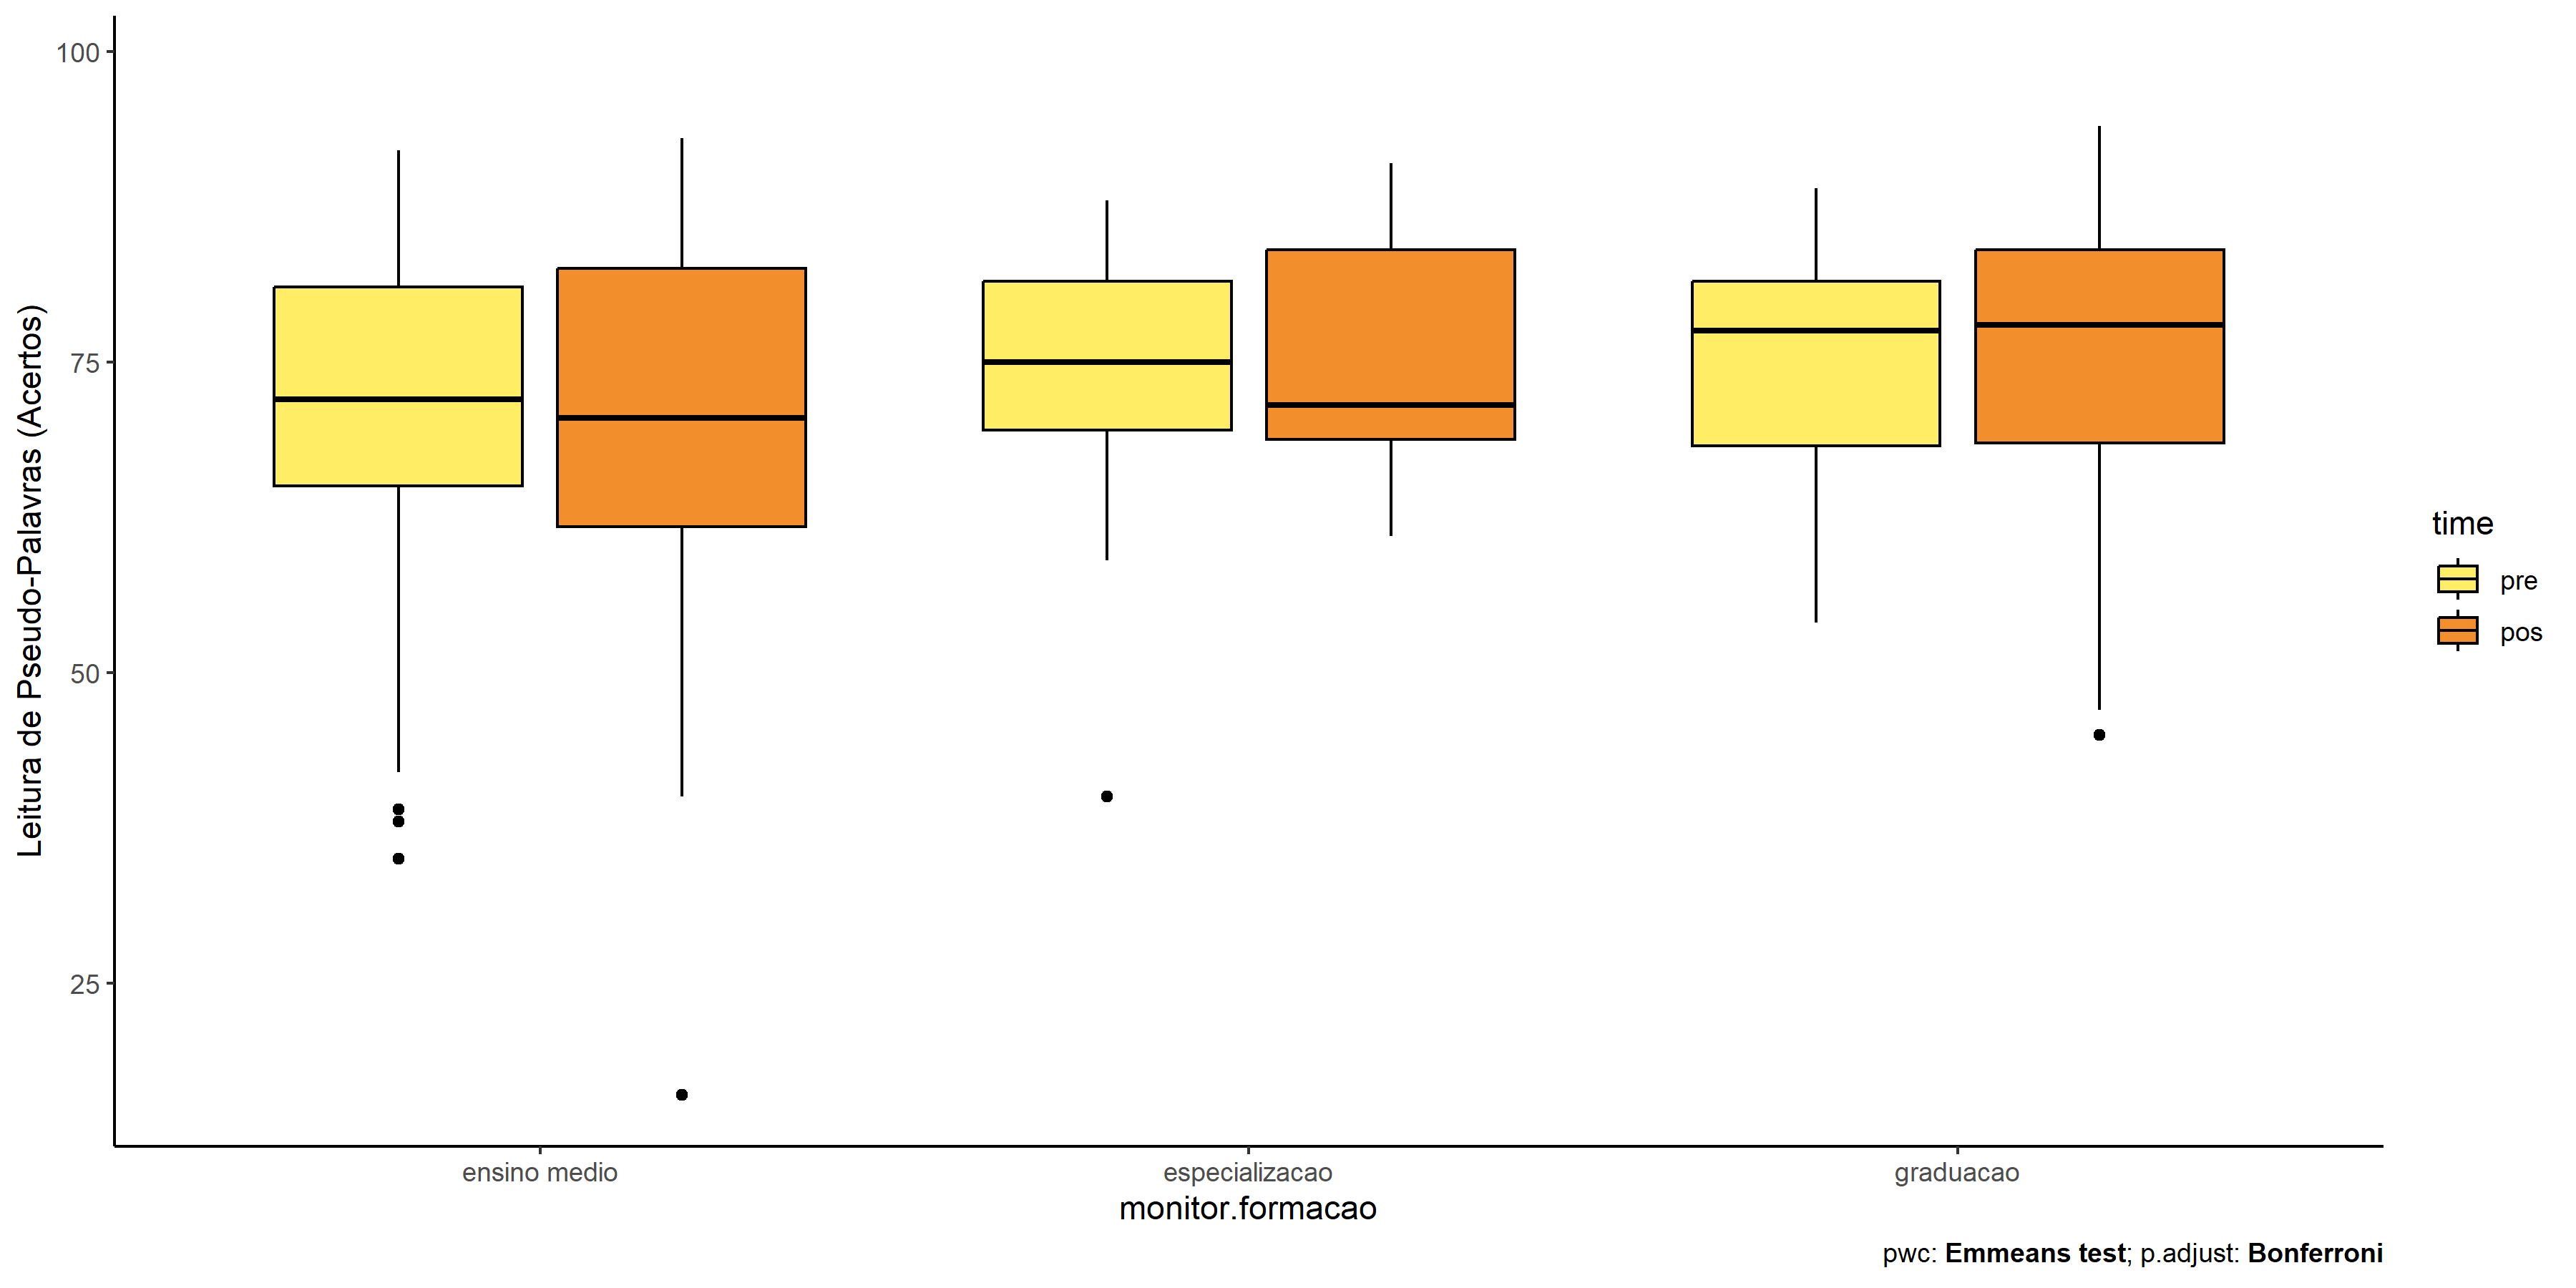 Leitura de Pseudo-Palavras (Acertos)
100
75
50
25
ensino medio
especializacao
graduacao
monitor.formacao
time
pre
pos
pwc: Emmeans test; p.adjust: Bonferroni